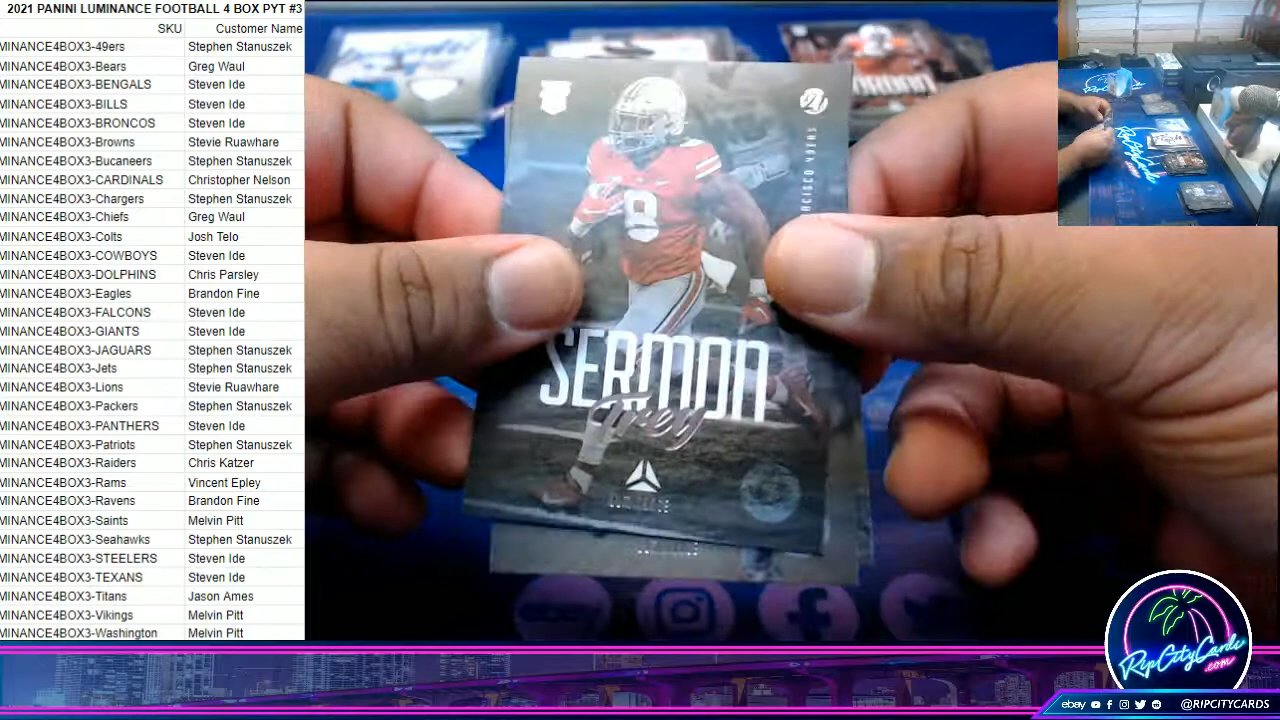 2021 PANINI LUMINANCE FOOTBALL 4 BOX PYT #3
SKU Customer Name
MINANCE4BOX3-49ers Stephen Stanuszek
MINANCE4BOX3-Bears Greg Waul
MINANCE4BOX3-BENGALS Steven Ide
MINANCE4BOX3-BILLS Steven Ide
MINANCE4BOX3-BRONCOS Steven Ide
MINANCE4BOX3-Browns Stevie Ruawhare
MINANCE4BOX3-Bucaneers Stephen Stanuszek
MINANCE4BOX3-CARDINALS Christopher Nelson
MINANCE4BOX3-Chargers Stephen Stanuszek
MINANCE4BOX3-Chiefs Greg Waul
MINANCE4BOX3-Colts Josh Telo
MINANCE4BOX3-COWBOYS Steven Ide
MINANCE4BOX3-DOLPHINS Chris Parsley
MINANCE4BOX3-Eagles Brandon Fine
MINANCE4BOX3-FALCONS Steven Ide
MINANCE4BOX3-GIANTS Steven Ide
MINANCE4BOX3-JAGUARS Stephen Stanuszek
MINANCE4BOX3-Jets Stephen Stanuszek
MINANCE4BOX3-Lions Stevie Ruawhare
MINANCE4BOX3-Packers Stephen Stanuszek
MINANCE4BOX3-PANTHERS Steven Ide
MINANCE4BOX3-Patriots Stephen Stanuszek
MINANCE4BOX3-Raiders Chris Katzer
MINANCE4BOX3-Rams Vincent Epley
MINANCE4BOX3-Ravens Brandon Fine
MINANCE4BOX3-Saints Melvin Pitt
MINANCE4BOX3-Seahawks Stephen Stanuszek
MINANCE4BOX3-STEELERS Steven Ide
MINANCE4BOX3-TEXANS Steven Ide
MINANCE4BOX3-Titans Jason Ames
MINANCE4BOX3-Vikings Melvin Pitt
MINANCE4BOX3-Washington Melvin Pitt
NCISCO 49ERS
8
SERMON
Trey
LUMINANCE
RipCityCards
.com
ebay @RIPCITYCARDS